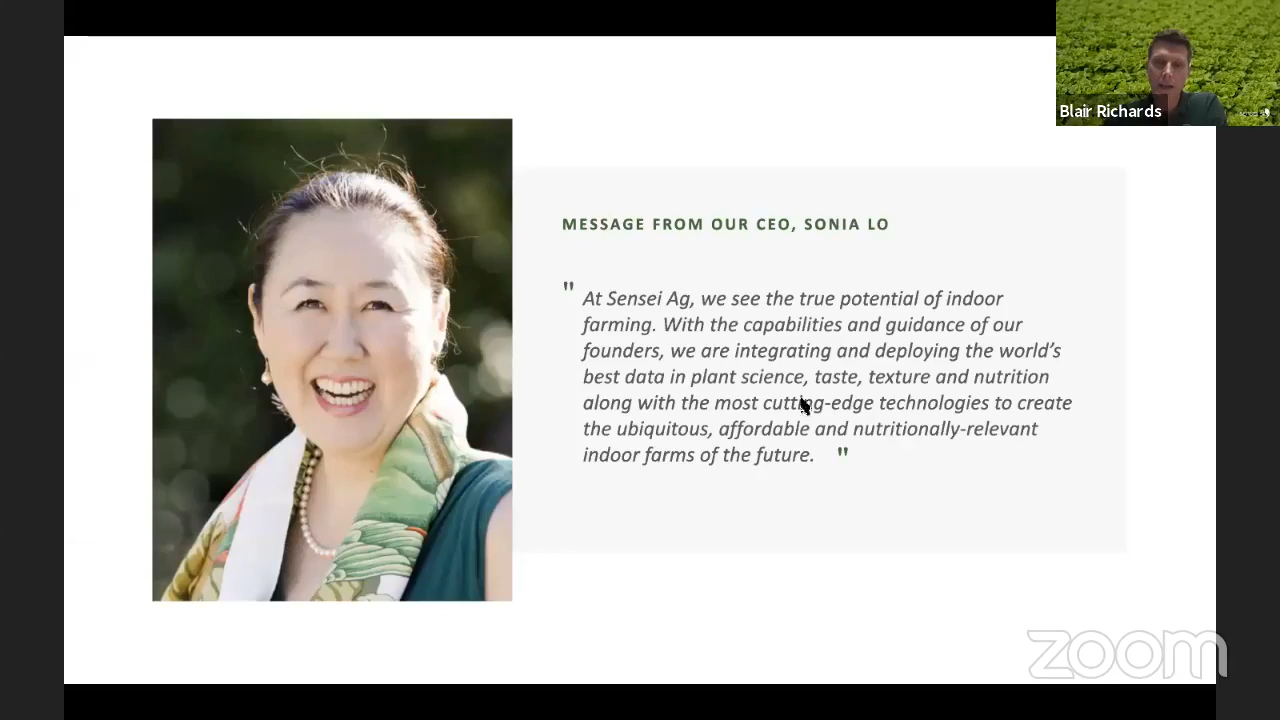 Blair Richards
MESSAGE FROM OUR CEO, SONIA LO
" At Sensei Ag, we see the true potential of indoor
farming. With the capabilities and guidance of our
founders, we are integrating and deploying the world's
best data in plant science, taste, texture and nutrition
along with the most cutting-edge technologies to create
the ubiquitous, affordable and nutritionally-relevant
indoor farms of the future. "
zoom